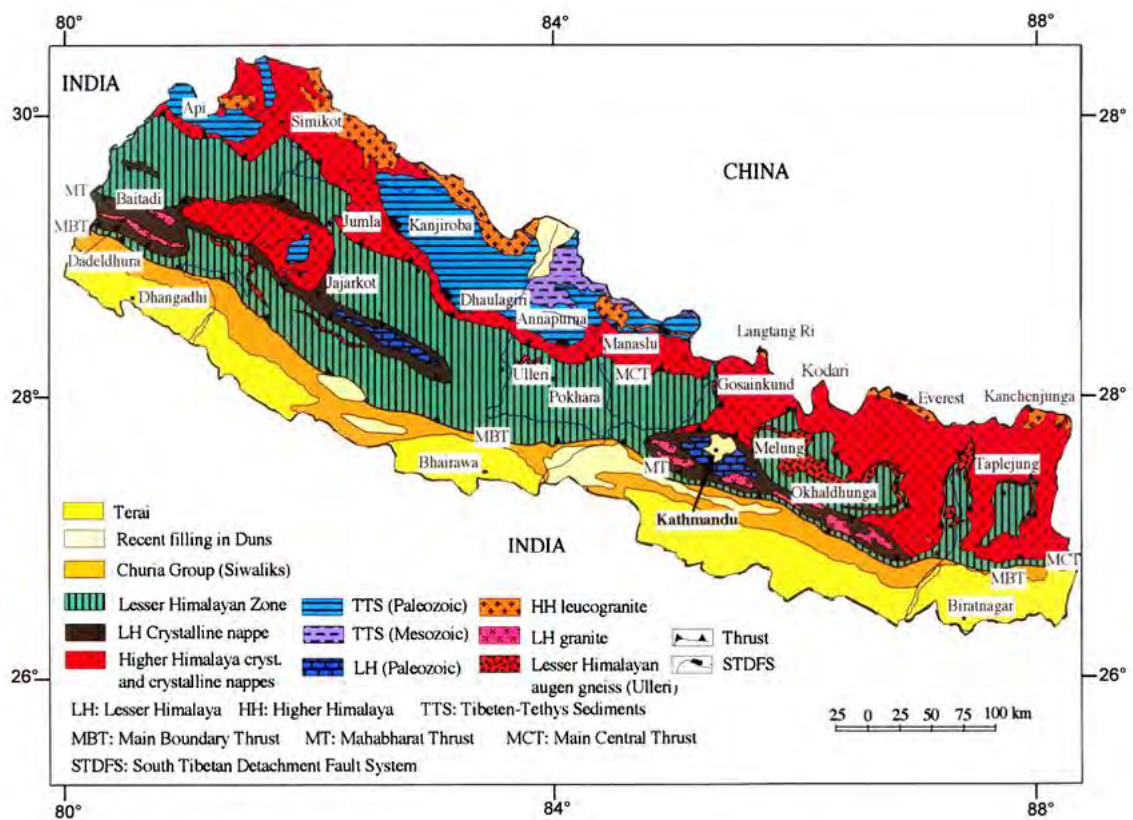 80°
84°
88°
INDIA
30°
28°
Api
Simikot
CHINA
MT
Baitadi
MBT
Jumla
Kanjiroba
Dadeldhura
Dhangadhi
Jajarkot
Dhaulagiri
Annapurna
Langtang Ri
Manaslu
Ulleri
MCT
Gosainkund
Kodari
28°
28°
Pokhara
Everest
Kanchenjunga
MBT
Melung
Bhairawa
MT
Taplejung
Okhaldhunga
Kathmandu
INDIA
MCT
MBT
Biratnagar
Terai
Recent filling in Duns
Churia Group (Siwaliks)
Lesser Himalayan Zone
LH Crystalline nappe
Higher Himalaya cryst.
and crystalline nappes
TTS (Paleozoic)
TTS (Mesozoic)
LH (Paleozoic)
HH leucogranite
LH granite
Lesser Himalayan
augen gneiss (Ulleri)
Thrust
STDFS
26°
26°
LH: Lesser Himalaya HH: Higher Himalaya TTS: Tibeten-Tethys Sediments
MBT: Main Boundary Thrust MT: Mahabharat Thrust MCT: Main Central Thrust
STDFS: South Tibetan Detachment Fault System
25 0 25 50 75 100 km
80°
84°
88°